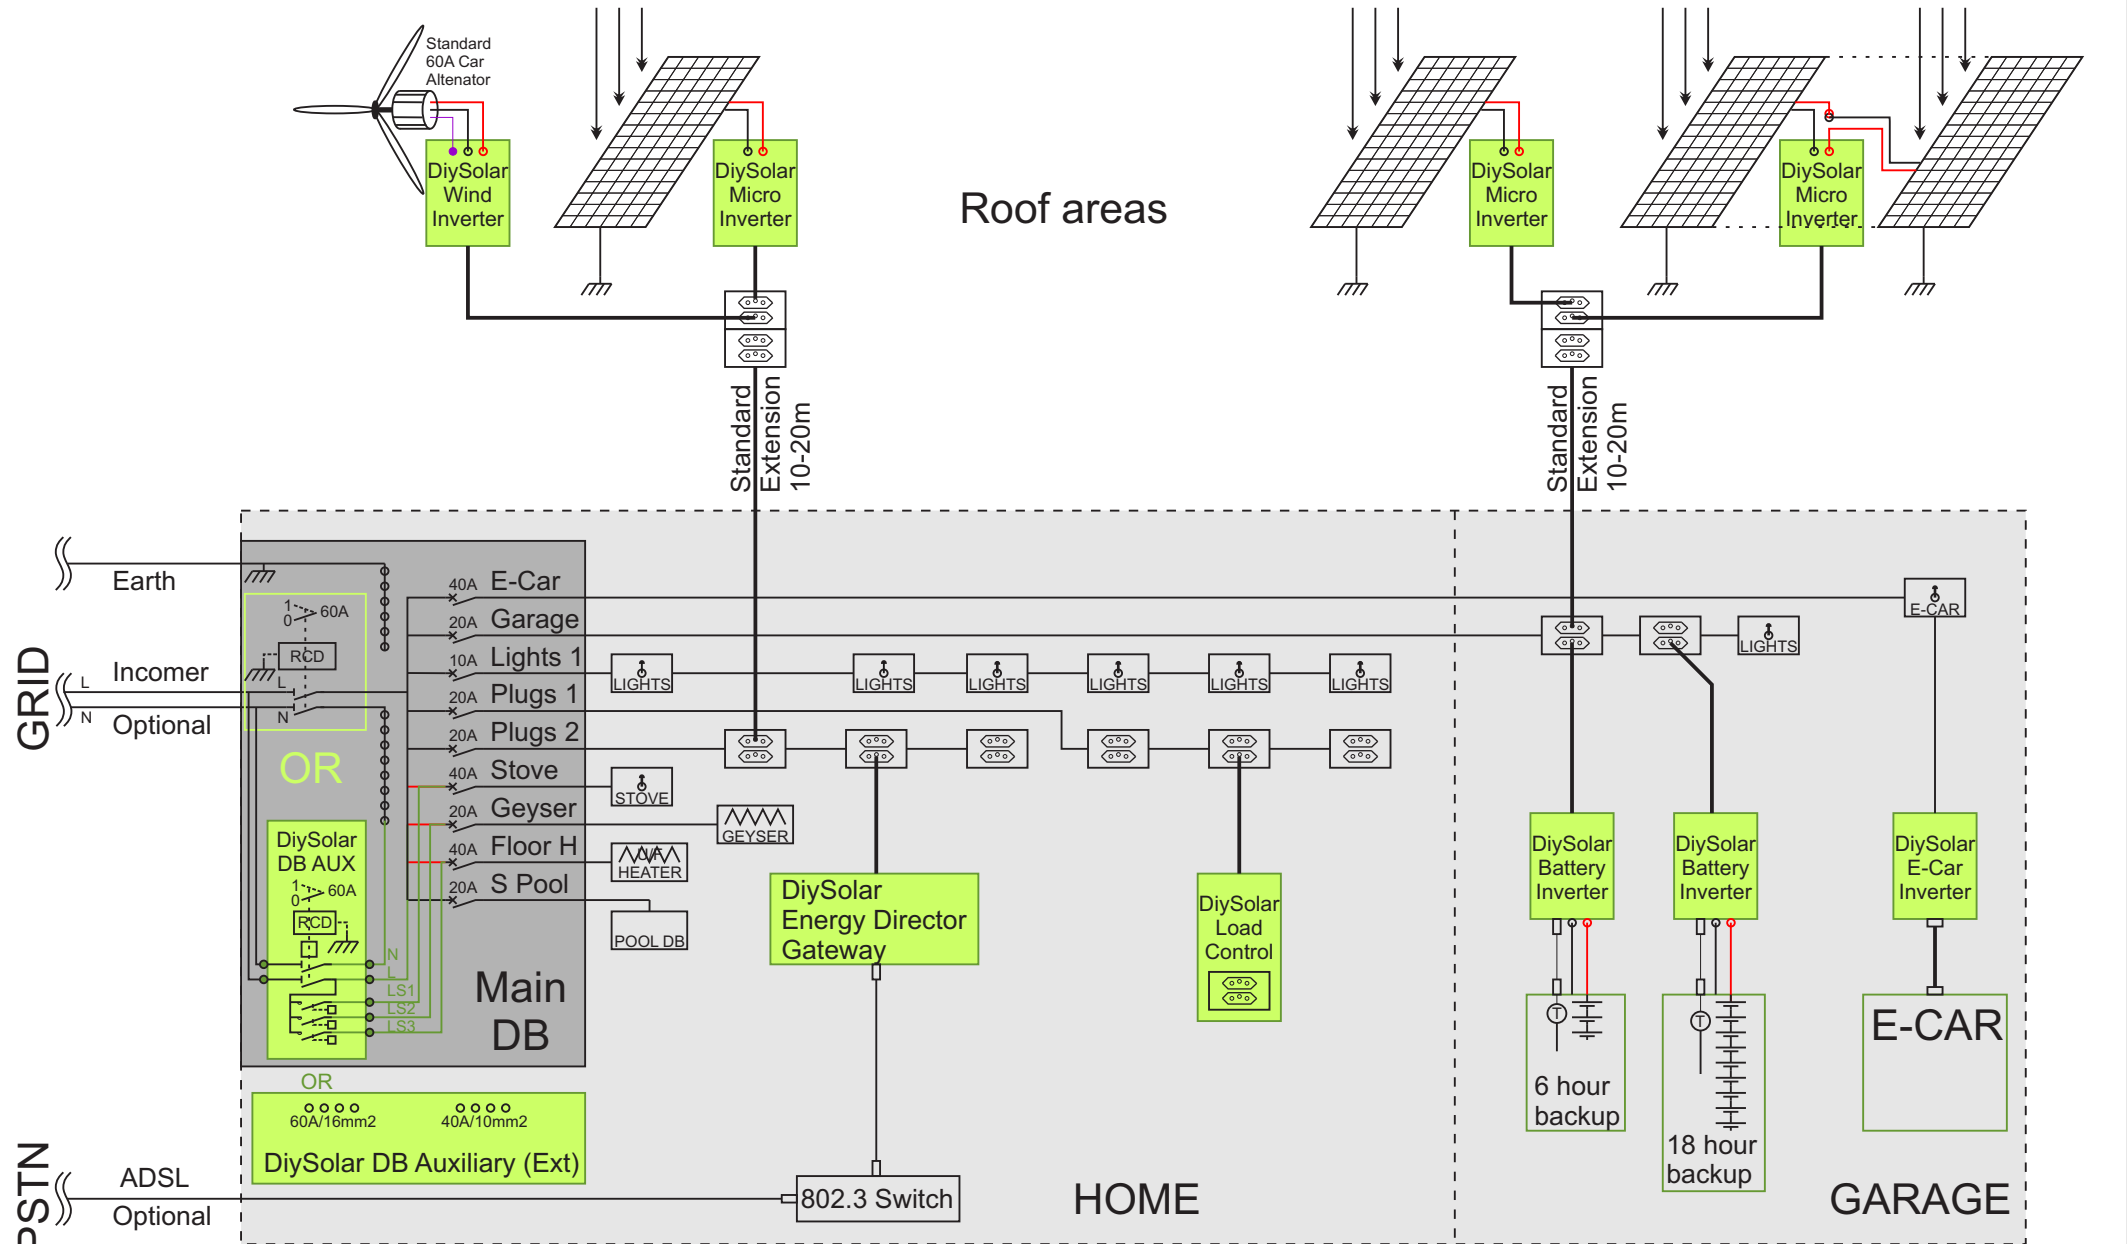 Standard
60A Car
Altenator
DiySolar
Wind
Inverter
DiySolar
Micro
Inverter
Roof areas
DiySolar
Micro
Inverter
DiySolar
Micro
Inverter
Standard
Extension
10-20m
Standard
Extension
10-20m
GRID
Earth
L
Incomer
N
Optional
1
0
60A
RCD
L
N
OR
40A E-Car
20A Garage
10A Lights 1
20A Plugs 1
20A Plugs 2
40A Stove
20A Geyser
40A Floor H
20A S Pool
E-CAR
LIGHTS
LIGHTS
LIGHTS
LIGHTS
LIGHTS
LIGHTS
LIGHTS
STOVE
GEYSER
U/F
HEATER
POOL DB
DiySolar
DB AUX
1
0
60A
RCD
N
L
LS1
LS2
LS3
Main
DB
DiySolar
Energy Director
Gateway
DiySolar
Load
Control
DiySolar
Battery
Inverter
DiySolar
Battery
Inverter
DiySolar
E-Car
Inverter
T
6 hour
backup
T
18 hour
backup
E-CAR
OR
60A/16mm2
40A/10mm2
DiySolar DB Auxiliary (Ext)
PSTN
ADSL
Optional
802.3 Switch
HOME
GARAGE